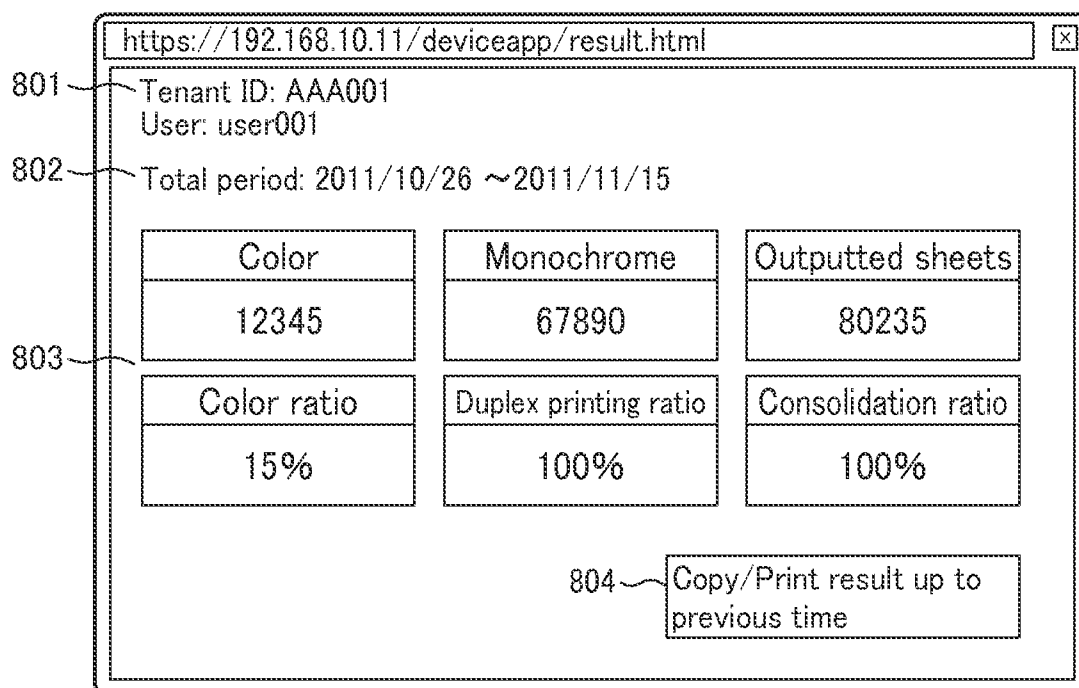 https://192.168.10.11/deviceapp/result.html
801
Tenant ID: AAA001
User: user001
802
Total period: 2011/10/26 ~2011/11/15
Color Monochrome Outputted sheets
12345 67890 80235
803
Color ratio Duplex printing ratio Consolidation ratio
15% 100% 100%
804
Copy/Print result up to
previous time